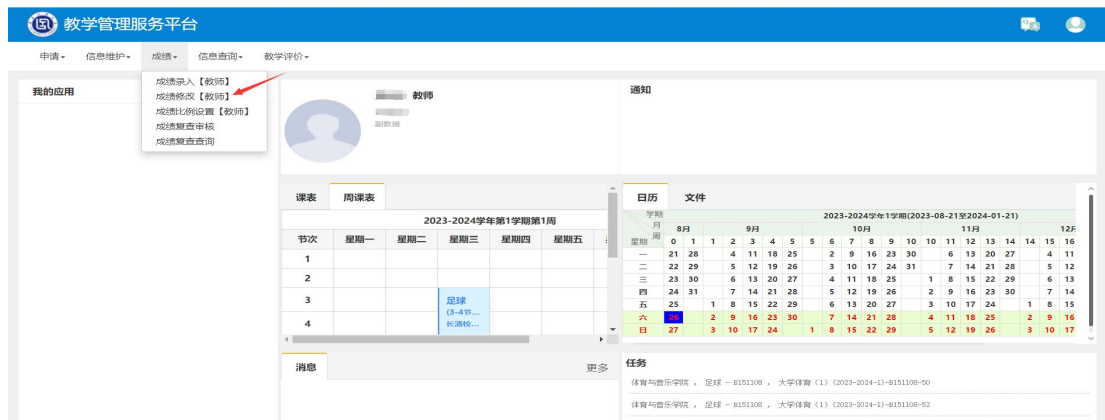 教学管理服务平台
申请 信息维护 成绩 信息查询 教学评价
成绩录入【教师】
成绩修改【教师】
成绩比例设置【教师】
成绩复查审核
成绩复查查询
我的应用
教师
副教授
通知
课表 周课表
2023-2024学年第1学期第1周
节次 星期一 星期二 星期三 星期四 星期五
1
2
3 足球
(3-4节...
长清校...
4
消息 更多
日历 文件
学期 2023-2024学年1学期(2023-08-21至2024-01-21)
月 8月 9月 10月 11月 12月
星期 周 0 1 1 2 3 4 5 5 6 7 8 9 10 10 11 12 13 14 14 15 16
一 21 28 4 11 18 25 2 9 16 23 30 6 13 20 27 4 11
二 22 29 5 12 19 26 3 10 17 24 31 7 14 21 28 5 12
三 23 30 6 13 20 27 4 11 18 25 1 8 15 22 29 6 13
四 24 31 7 14 21 28 5 12 19 26 2 9 16 23 30 7 14
五 25 1 8 15 22 29 6 13 20 27 3 10 17 24 1 8 15
六 26 2 9 16 23 30 7 14 21 28 4 11 18 25 2 9 16
日 27 3 10 17 24 1 8 15 22 29 5 12 19 26 3 10 17
任务
体育与音乐学院 ， 足球 - B151108 ， 大学体育（1）(2023-2024-1)-B151108-50
体育与音乐学院 ， 足球 - B151108 ， 大学体育（1）(2023-2024-1)-B151108-52